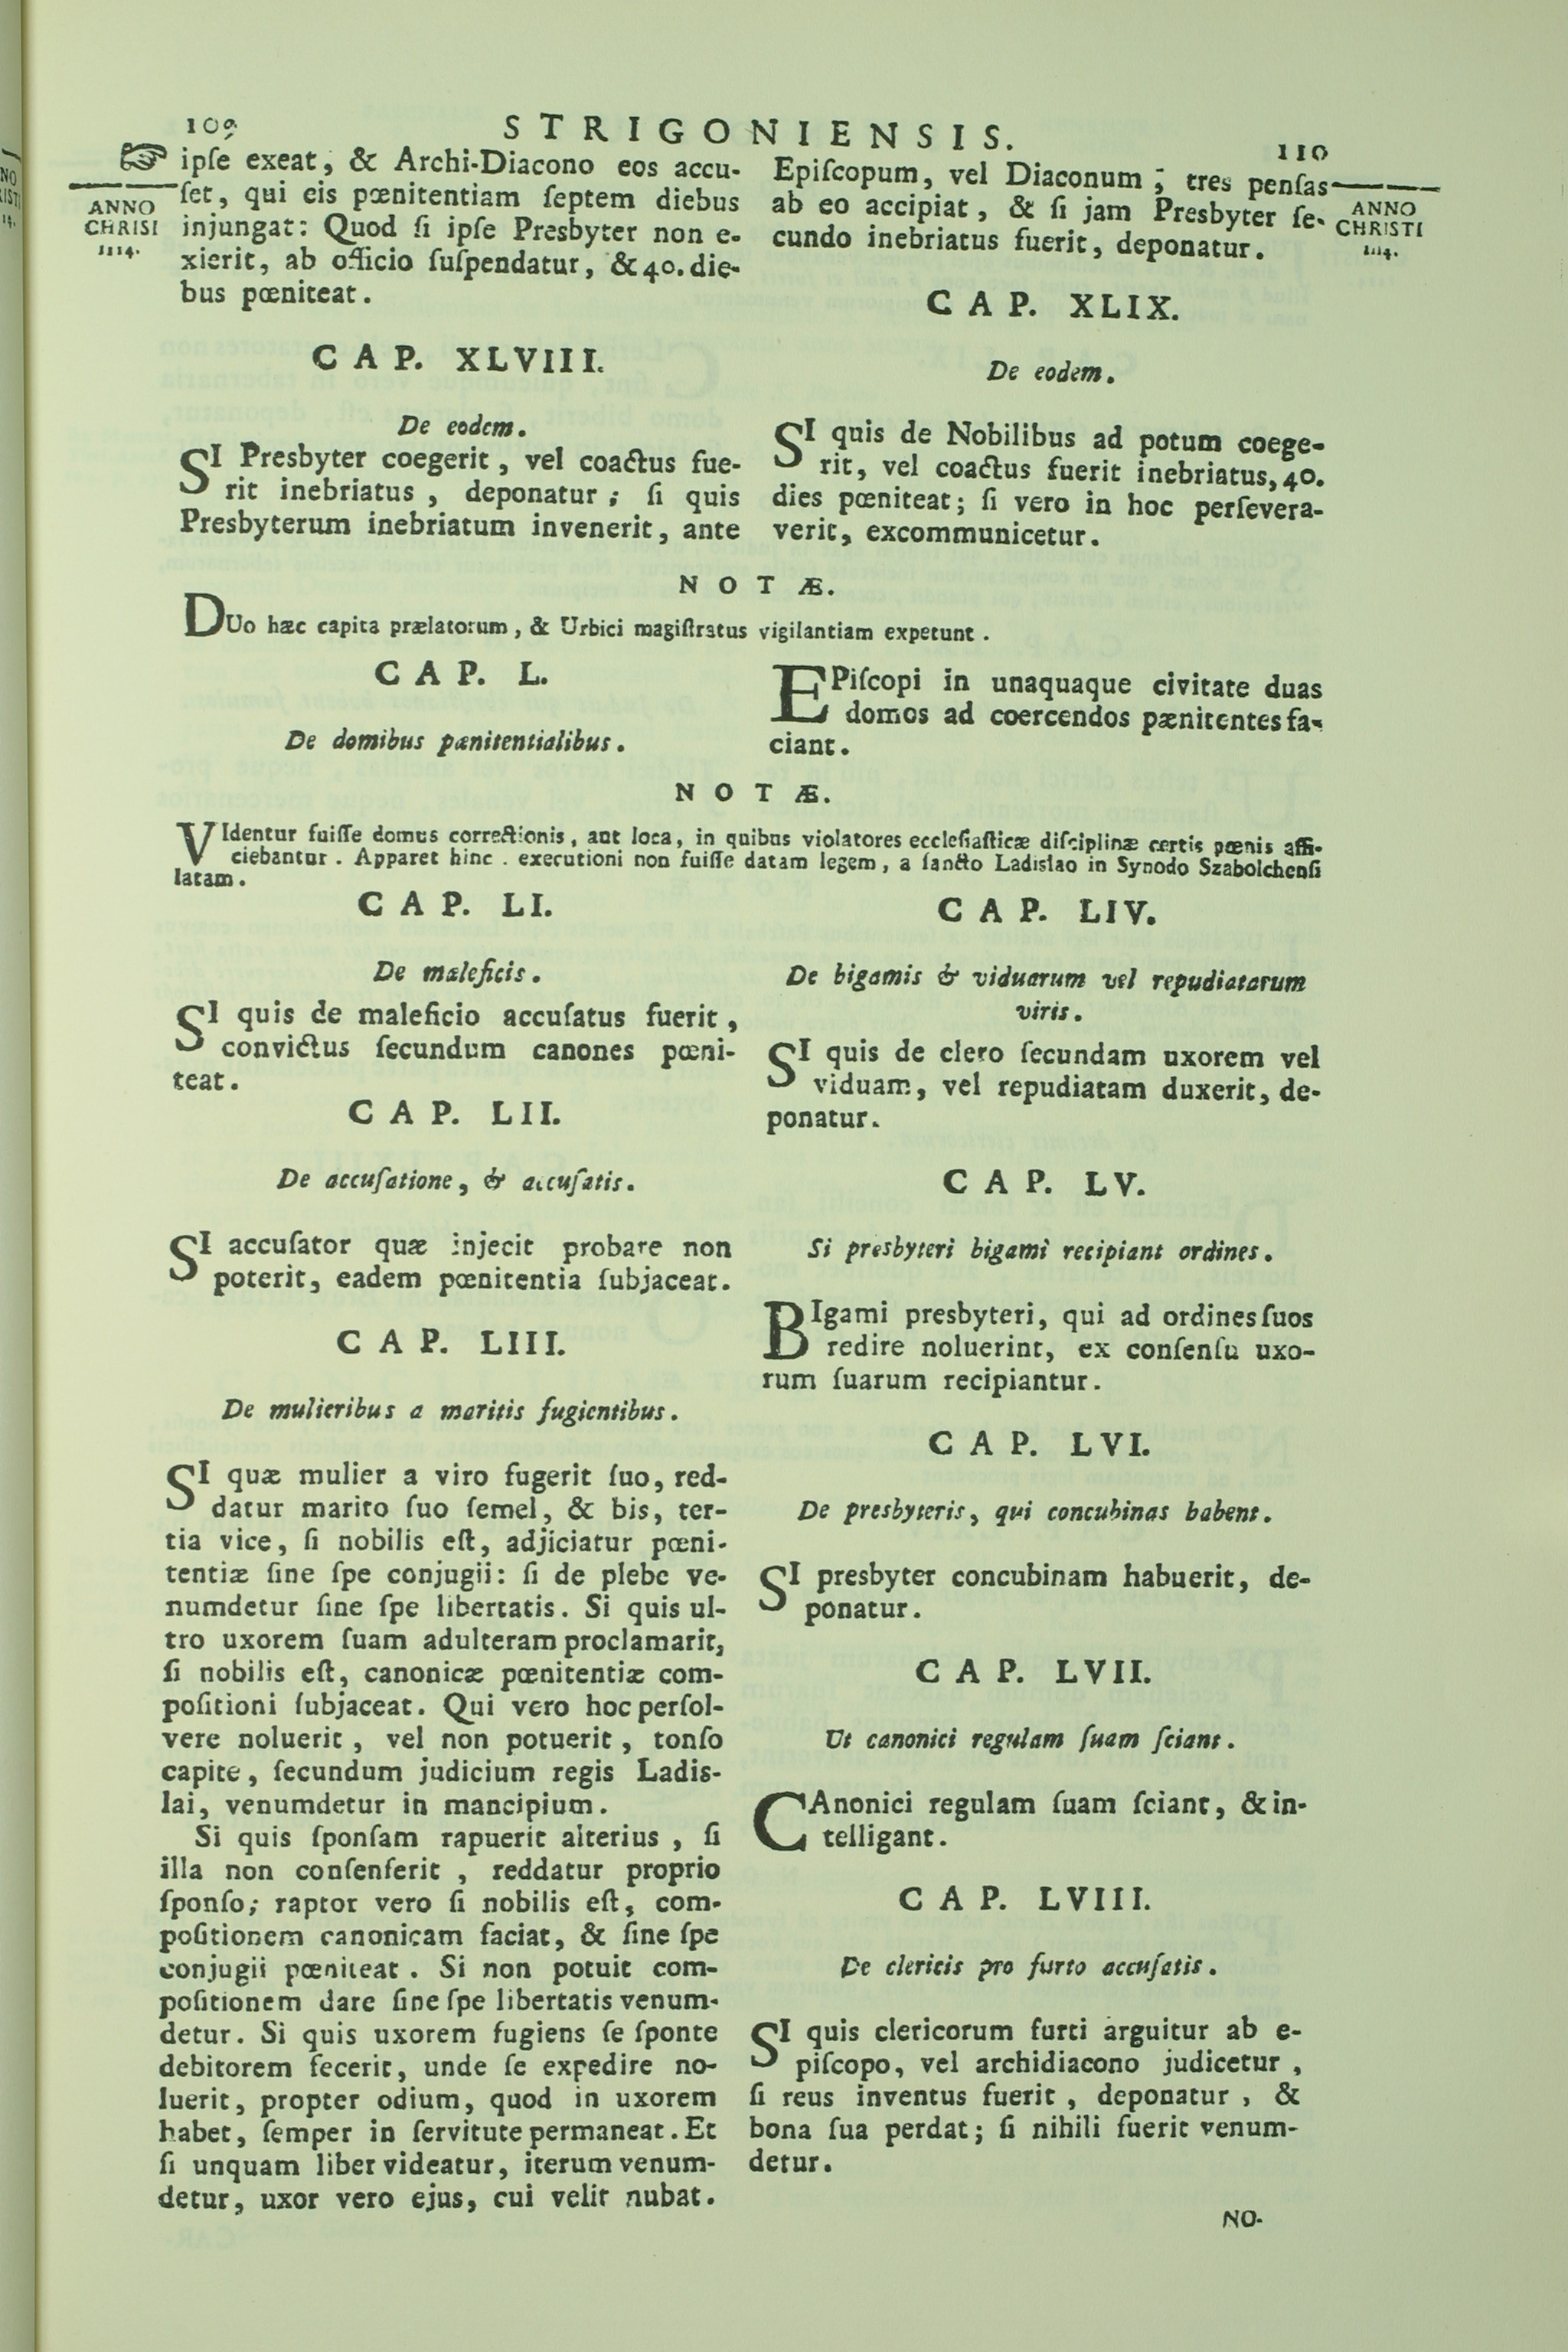 109
STRIGONIENSIS.
110
ANNO
CHRISI
1114.
ipſe exeat, & Archi-Diacono eos accu-
ſet, qui eis pœnitentiam ſeptem diebus
injungat: Quod ſi ipſe Presbyter non e-
xierit, ab officio ſuſpendatur, & 40. die-
bus pœniteat.
CAP. XLVIII.
De eodem.
SI Presbyter coegerit, vel coactus fue-
rit inebriatus, deponatur; ſi quis
Presbyterum inebriatum invenerit, ante
Epiſcopum, vel Diaconum; tres penſas
ab eo accipiat, & ſi jam Presbyter ſe-
cundo inebriatus fuerit, deponatur.
ANNO
CHRISTI
1114.
CAP. XLIX.
De eodem.
SI quis de Nobilibus ad potum coege-
rit, vel coactus fuerit inebriatus, 40.
dies pœniteat; ſi vero in hoc perſevera-
verit, excommunicetur.
NOTÆ.
DUo hæc capita prælatorum, & Urbici magiſtratus vigilantiam expetunt.
CAP. L.
De domibus pænitentialibus.
EPiſcopi in unaquaque civitate duas
domos ad coercendos pænitentes fa-
ciant.
NOTÆ.
VIdentur fuiſſe domus correctionis, aut loca, in quibus violatores eccleſiaſticæ diſciplinæ certis pœnis affi-
ciebantur. Apparet hinc. executioni non fuiſſe datam legem, a ſancto Ladislao in Synodo Szabolchenſi
latam.
CAP. LI.
De maleficis.
SI quis de maleficio accuſatus fuerit,
convictus ſecundum canones pœni-
teat.
CAP. LII.
De accuſatione, & accuſatis.
SI accuſator quæ injecit probare non
poterit, eadem pœnitentia ſubjaceat.
CAP. LIII.
De mulieribus a maritis fugientibus.
SI quæ mulier a viro fugerit ſuo, red-
datur marito ſuo ſemel, & bis, ter-
tia vice, ſi nobilis eſt, adjiciatur pœni-
tentiæ ſine ſpe conjugii: ſi de plebe ve-
numdetur ſine ſpe libertatis. Si quis ul-
tro uxorem ſuam adulteram proclamarit,
ſi nobilis eſt, canonicæ pœnitentiæ com-
poſitioni ſubjaceat. Qui vero hoc perſol-
vere noluerit, vel non potuerit, tonſo
capite, ſecundum judicium regis Ladis-
lai, venumdetur in mancipium.
Si quis ſponſam rapuerit alterius, ſi
illa non conſenſerit, reddatur proprio
ſponſo; raptor vero ſi nobilis eſt, com-
poſitionem canonicam faciat, & ſine ſpe
conjugii pœniteat. Si non potuit com-
poſitionem dare ſine ſpe libertatis venum-
detur. Si quis uxorem fugiens ſe ſponte
debitorem fecerit, unde ſe expedire no-
luerit, propter odium, quod in uxorem
habet, ſemper in ſervitute permaneat. Et
ſi unquam liber videatur, iterum venum-
detur, uxor vero ejus, cui velit nubat.
CAP. LIV.
De bigamis & viduarum vel repudiatarum
viris.
SI quis de clero ſecundam uxorem vel
viduam, vel repudiatam duxerit, de-
ponatur.
CAP. LV.
Si presbyteri bigami recipiant ordines.
BIgami presbyteri, qui ad ordines ſuos
redire noluerint, ex conſenſu uxo-
rum ſuarum recipiantur.
CAP. LVI.
De presbyteris, qui concubinas habent.
SI presbyter concubinam habuerit, de-
ponatur.
CAP. LVII.
Ut canonici regulam ſuam ſciant.
CAnonici regulam ſuam ſciant, & in-
telligant.
CAP. LVIII.
De clericis pro furto accuſatis.
SI quis clericorum furti arguitur ab e-
piſcopo, vel archidiacono judicetur,
ſi reus inventus fuerit, deponatur, &
bona ſua perdat; ſi nihili fuerit venum-
detur.
NO-